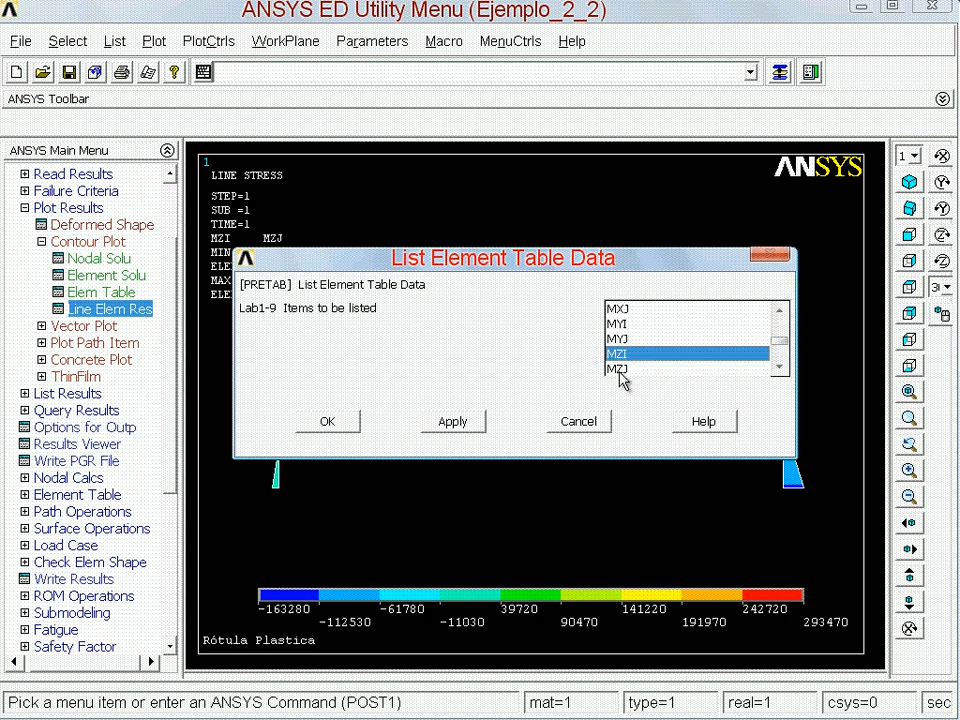 ANSYS ED Utility Menu (Ejemplo_2_2)
File Select List Plot PlotCtrls WorkPlane Parameters Macro MenuCtrls Help
ANSYS Toolbar
ANSYS Main Menu
Read Results
Failure Criteria
Plot Results
Deformed Shape
Contour Plot
Nodal Solu
Element Solu
Elem Table
Line Elem Res
Vector Plot
Plot Path Item
Concrete Plot
ThinFilm
List Results
Query Results
Options for Outp
Results Viewer
Write PGR File
Nodal Calcs
Element Table
Path Operations
Surface Operations
Load Case
Check Elem Shape
Write Results
ROM Operations
Submodeling
Fatigue
Safety Factor
1
ANSYS
LINE STRESS
STEP=1
SUB =1
TIME=1
MZI MZJ
MIN
ELE
MAX
ELE
List Element Table Data
[PRETAB] List Element Table Data
Lab1-9 Items to be listed
MXJ
MYI
MYJ
MZI
MZJ
OK Apply Cancel Help
-163280 -61780 39720 141220 242720
-112530 -11030 90470 191970 293470
Rótula Plastica
1
X
Y
Y
Z
Z
Pick a menu item or enter an ANSYS Command (POST1) mat=1 type=1 real=1 csys=0 sec